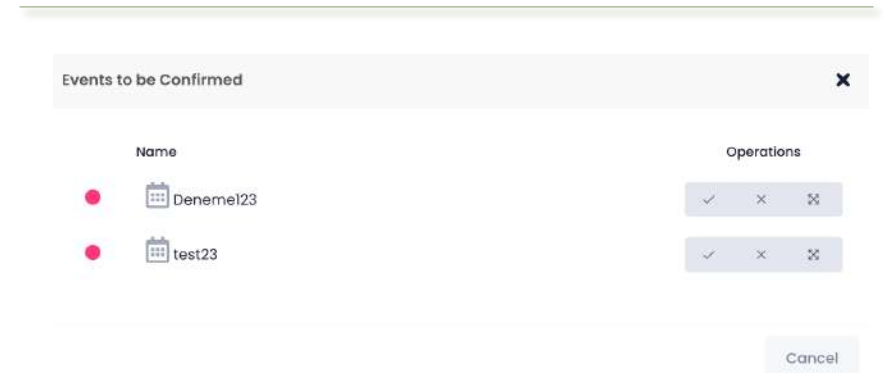 Events to be Confirmed
Name Operations
Deneme123
test23
Cancel